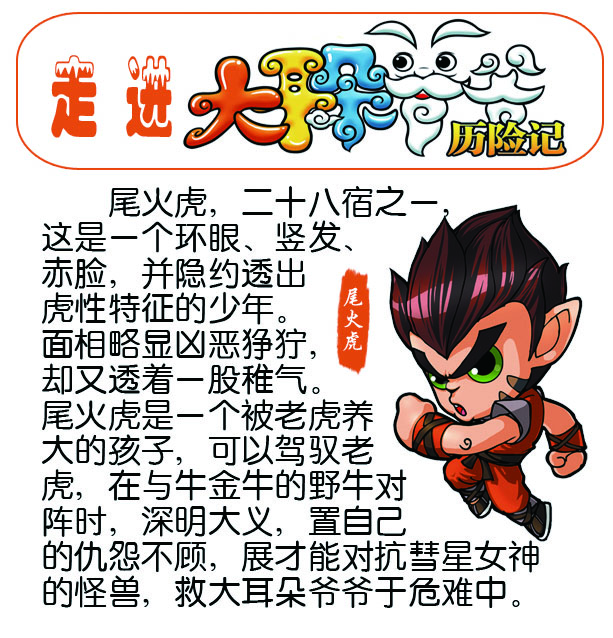 走进大耳朵爷爷历险记
尾火虎，二十八宿之一，
这是一个环眼、竖发、
赤脸，并隐约透出
虎性特征的少年。
面相略显凶恶狰狞，
却又透着一股稚气。
尾火虎是一个被老虎养
大的孩子，可以驾驭老
虎，在与牛金牛的野牛对
阵时，深明大义，置自己
的仇怨不顾，展才能对抗彗星女神
的怪兽，救大耳朵爷爷于危难中。
尾火虎